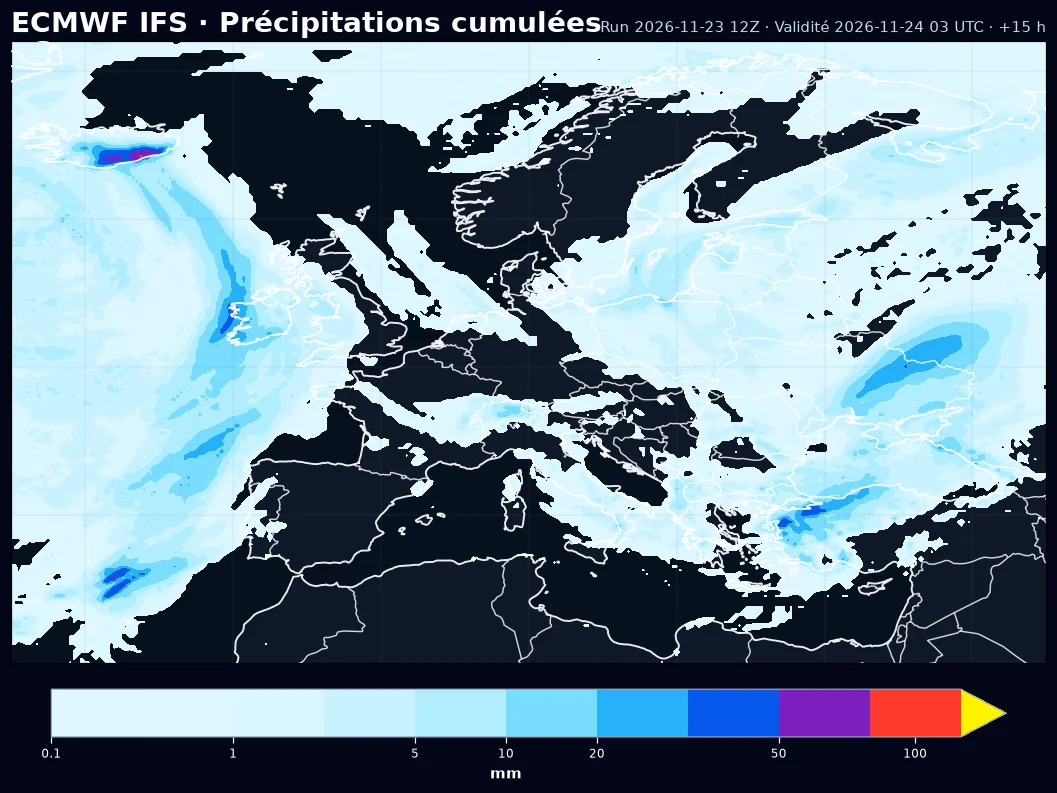 ECMWF IFS · Précipitations cumulées
Run 2026-11-23 12Z · Validité 2026-11-24 03 UTC · +15 h
0.1 1 5 10 20 50 100
mm